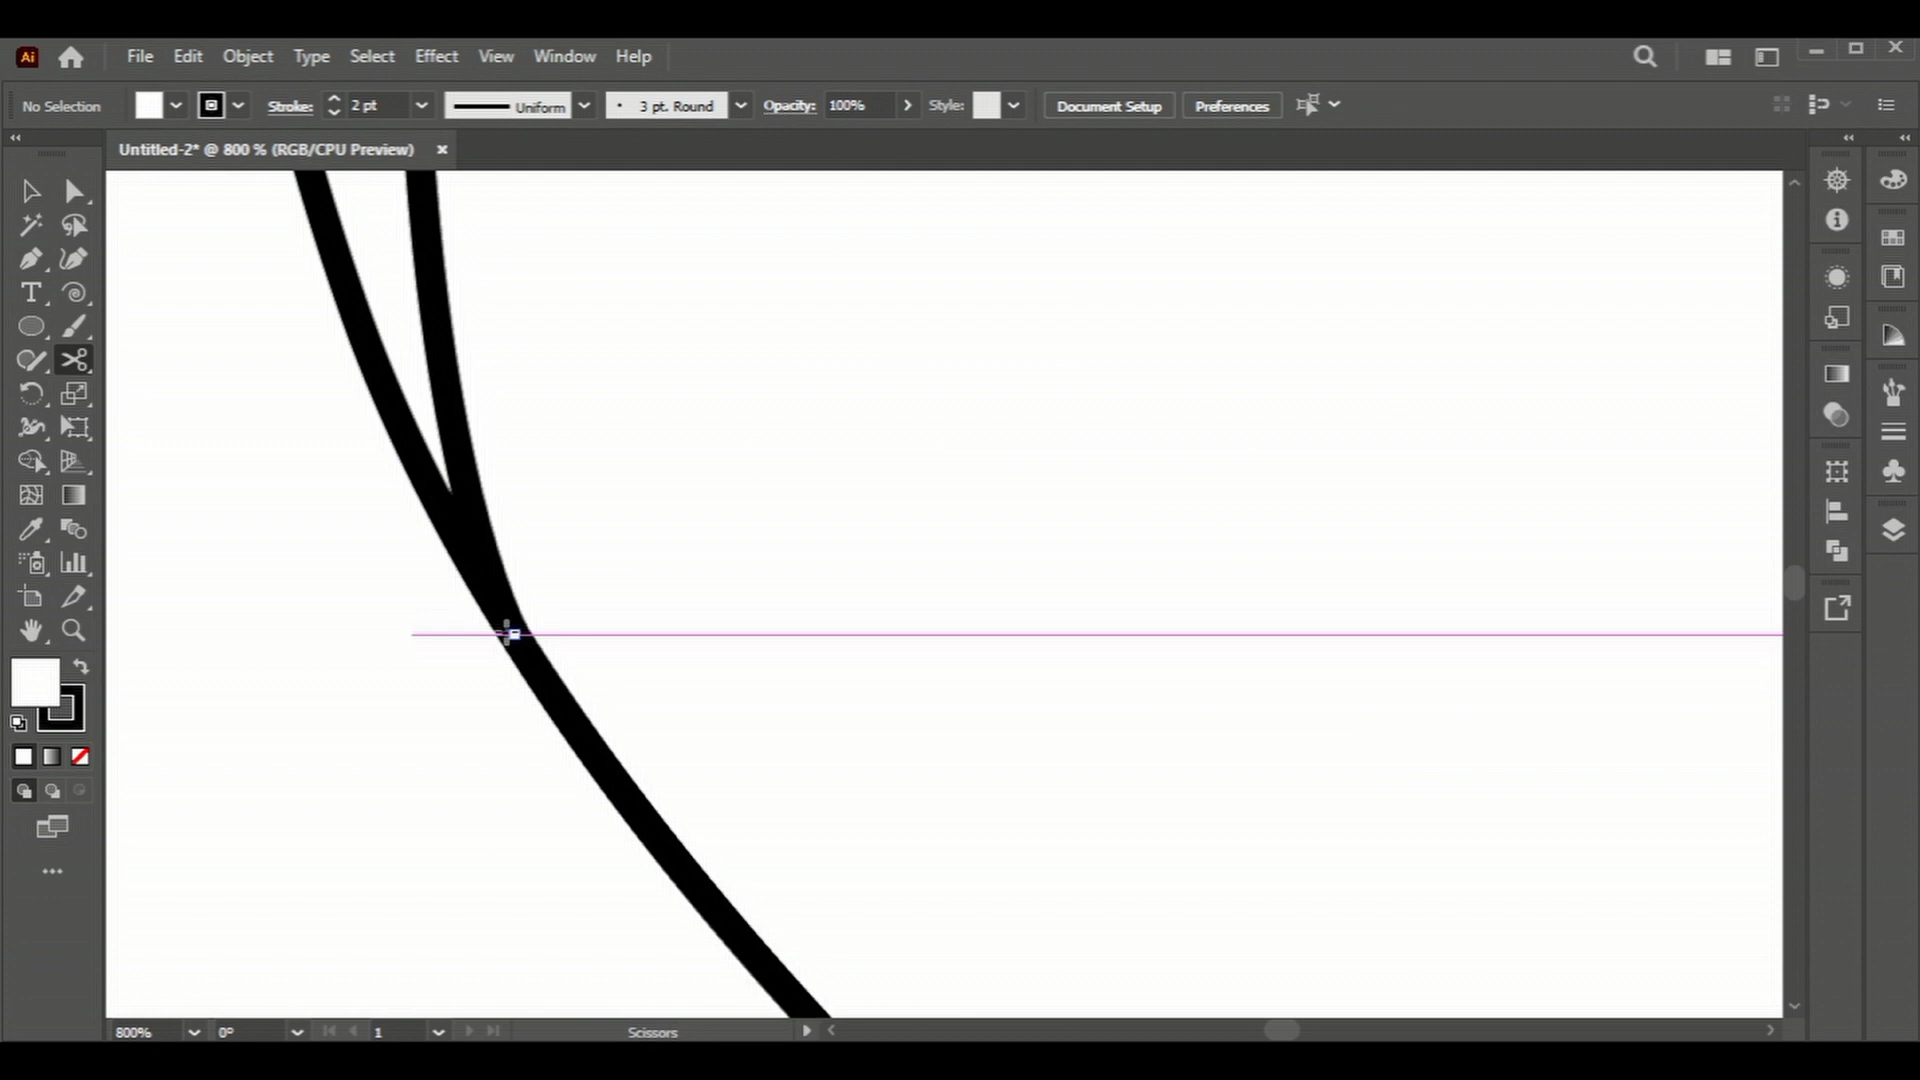 Ai File Edit Object Type Select Effect View Window Help
No Selection Stroke: 2 pt Uniform 3 pt. Round Opacity: 100% Style: Document Setup Preferences
Untitled-2* @ 800 % (RGB/CPU Preview) ×
800% 0° 1 Scissors